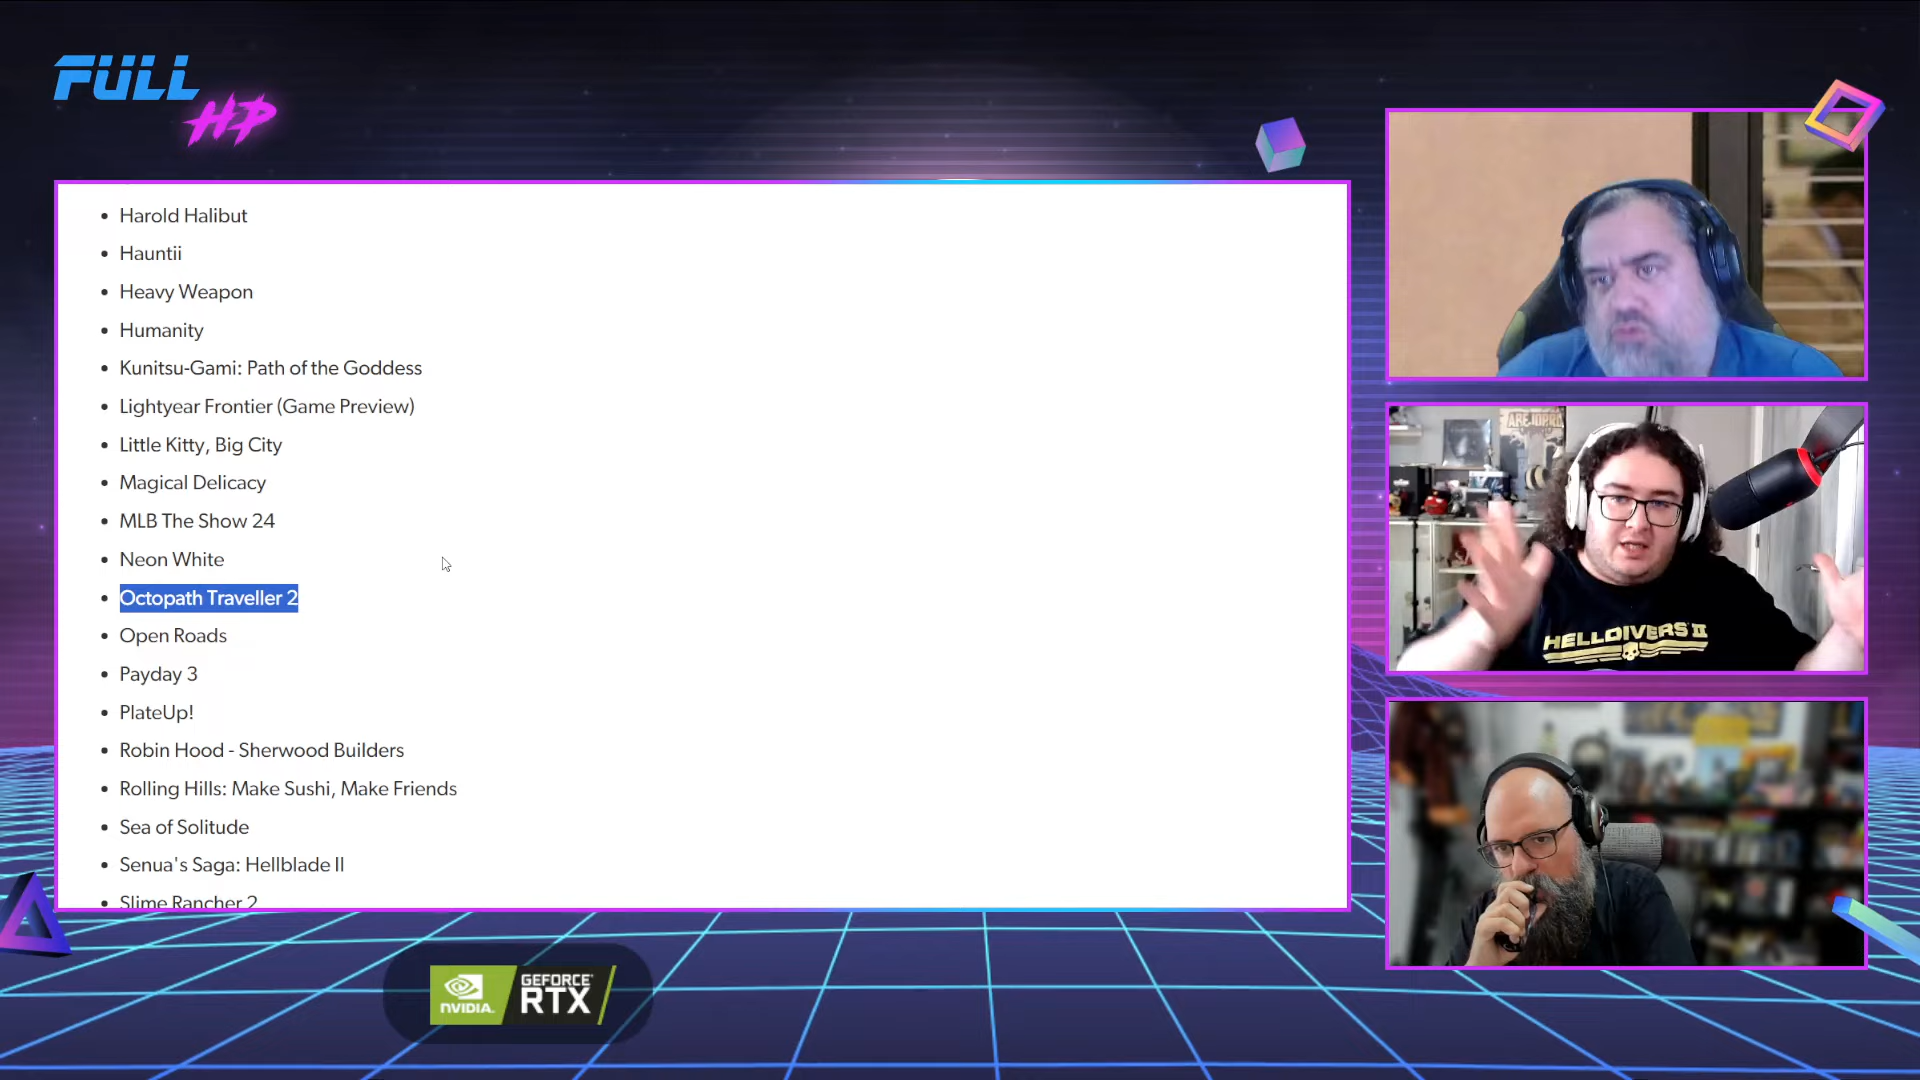 FULL
HP
Harold Halibut
Hauntii
Heavy Weapon
Humanity
Kunitsu-Gami: Path of the Goddess
Lightyear Frontier (Game Preview)
Little Kitty, Big City
Magical Delicacy
MLB The Show 24
Neon White
Octopath Traveller 2
Open Roads
Payday 3
PlateUp!
Robin Hood - Sherwood Builders
Rolling Hills: Make Sushi, Make Friends
Sea of Solitude
Senua's Saga: Hellblade II
Slime Rancher 2
HELLDIVERS II
NVIDIA.
GEFORCE
RTX